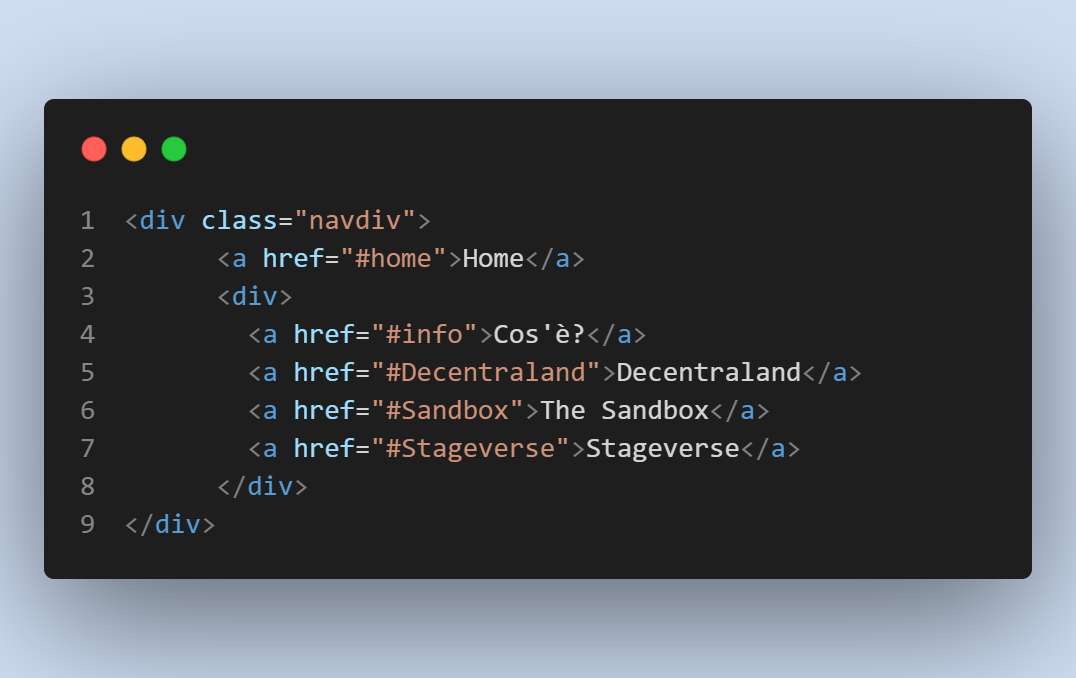 1 <div class="navdiv">
2       <a href="#home">Home</a>
3       <div>
4         <a href="#info">Cos'è?</a>
5         <a href="#Decentraland">Decentraland</a>
6         <a href="#Sandbox">The Sandbox</a>
7         <a href="#Stageverse">Stageverse</a>
8       </div>
9 </div>